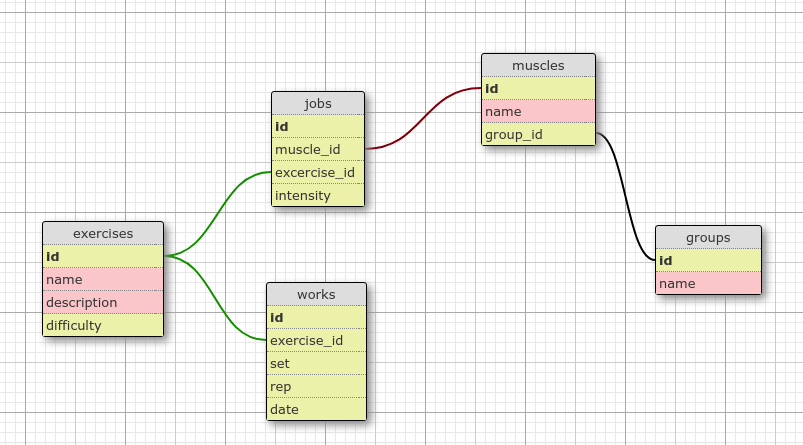 muscles
id
name
group_id
jobs
id
muscle_id
excercise_id
intensity
exercises
id
name
description
difficulty
groups
id
name
works
id
exercise_id
set
rep
date